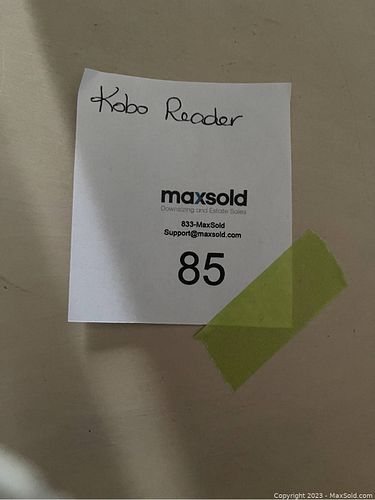 Kobo Reader
maxsold
Downsizing and Estate Sales
833-MaxSold
Support@maxsold.com
85
Copyright 2023 - MaxSold.com